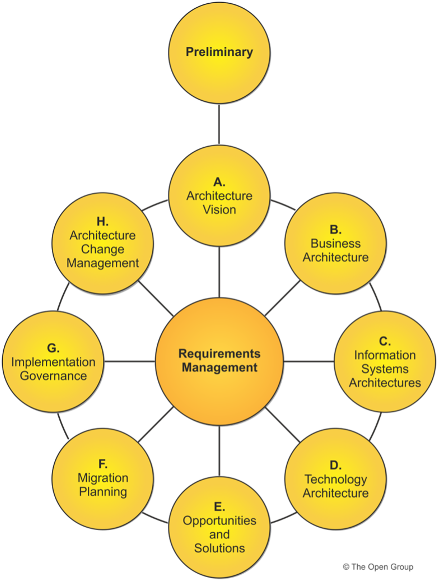 Preliminary
A.
Architecture
Vision
H.
Architecture
Change
Management
B.
Business
Architecture
G.
Implementation
Governance
Requirements
Management
C.
Information
Systems
Architectures
F.
Migration
Planning
D.
Technology
Architecture
E.
Opportunities
and
Solutions
© The Open Group